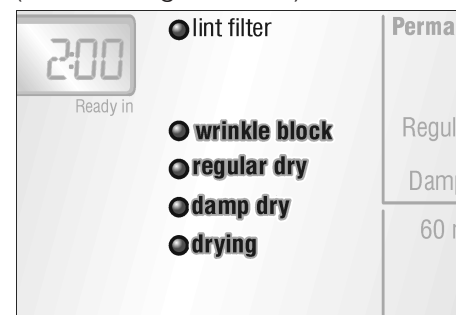 lint filter
2:00
Ready in
wrinkle block
regular dry
damp dry
drying
Perma
Regul
Damp
60